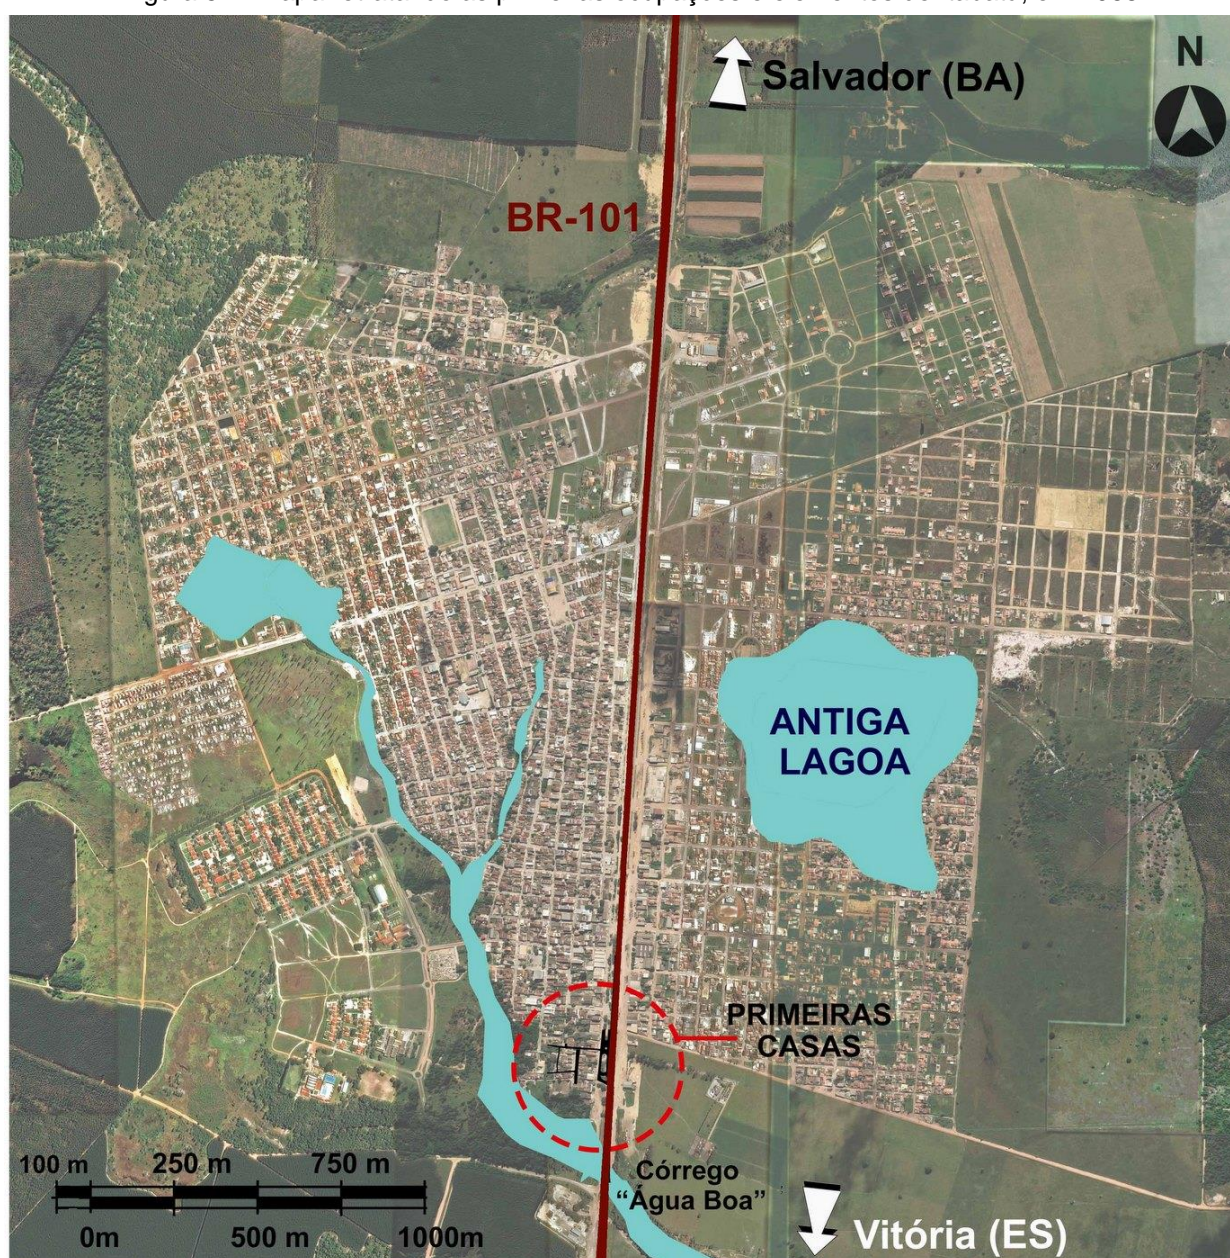 Salvador (BA)
N
BR-101
ANTIGA
LAGOA
PRIMEIRAS
CASAS
Córrego
“Água Boa”
100 m 250 m 750 m
0m 500 m 1000m
Vitória (ES)